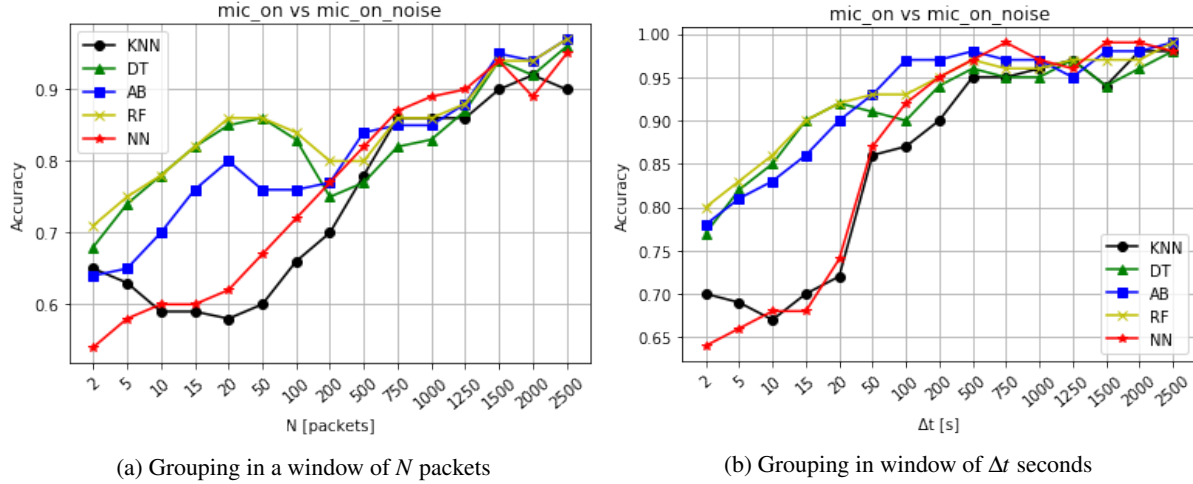 mic_on vs mic_on_noise
KNN
DT
AB
RF
NN
Accuracy
0.9
0.8
0.7
0.6
2 5 10 15 20 50 100 200 500 750 1000 1250 1500 2000 2500
N [packets]
(a) Grouping in a window of N packets
mic_on vs mic_on_noise
Accuracy
1.00
0.95
0.90
0.85
0.80
0.75
0.70
0.65
KNN
DT
AB
RF
NN
2 5 10 15 20 50 100 200 500 750 1000 1250 1500 2000 2500
Δt [s]
(b) Grouping in window of Δt seconds